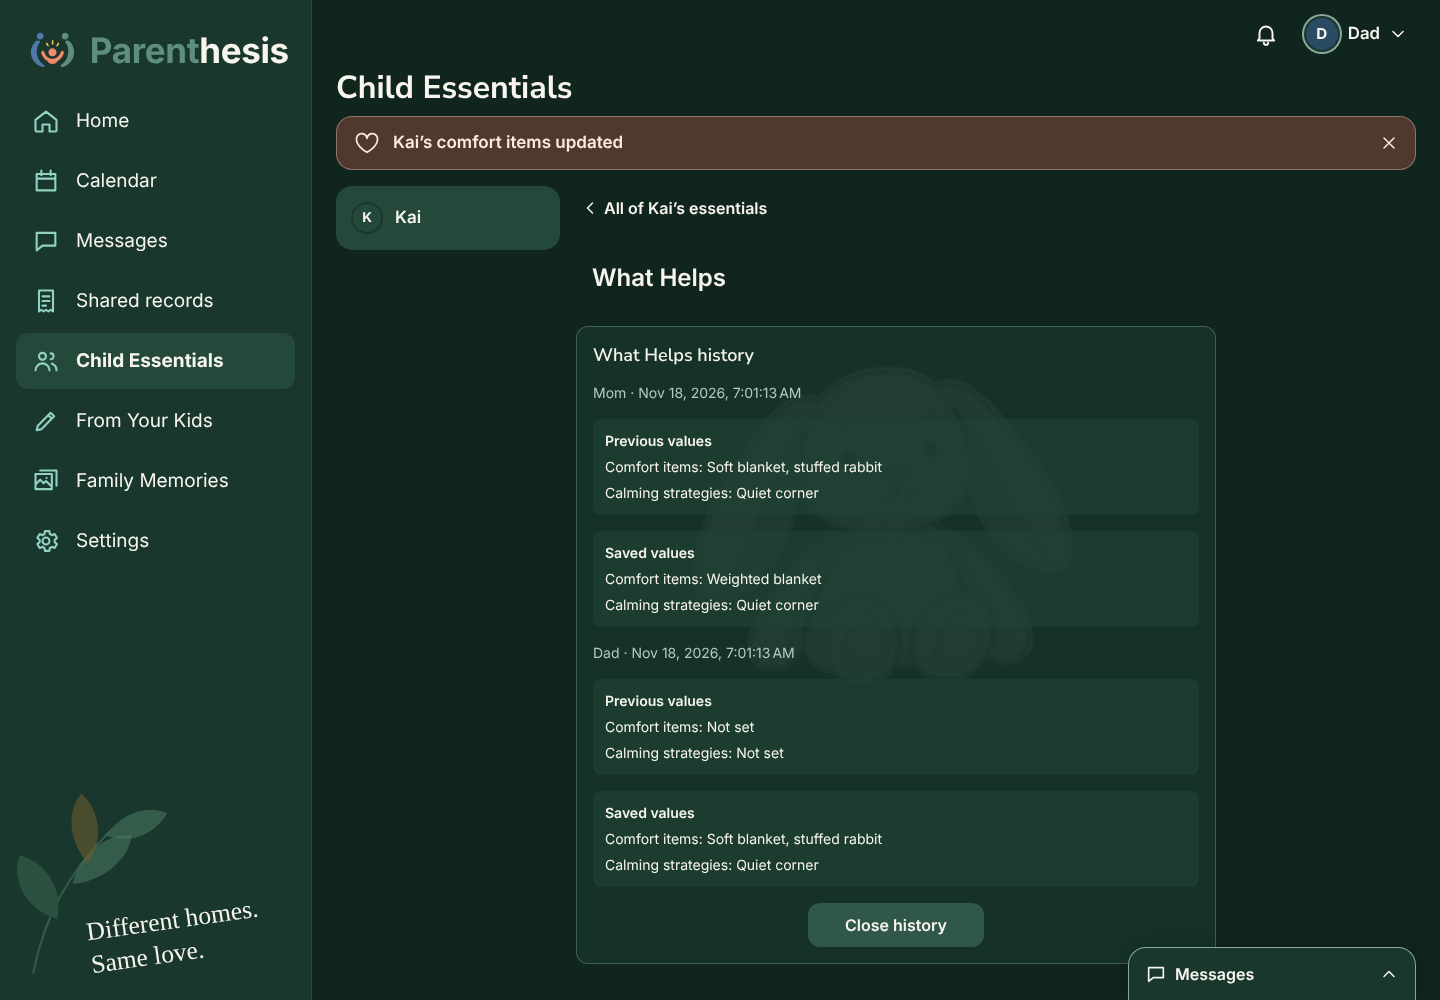 Parenthesis
Home
Calendar
Messages
Shared records
Child Essentials
From Your Kids
Family Memories
Settings
Different homes.
Same love.
D Dad
Child Essentials
Kai’s comfort items updated
K Kai
All of Kai’s essentials
What Helps
What Helps history
Mom · Nov 18, 2026, 7:01:13 AM
Previous values
Comfort items: Soft blanket, stuffed rabbit
Calming strategies: Quiet corner
Saved values
Comfort items: Weighted blanket
Calming strategies: Quiet corner
Dad · Nov 18, 2026, 7:01:13 AM
Previous values
Comfort items: Not set
Calming strategies: Not set
Saved values
Comfort items: Soft blanket, stuffed rabbit
Calming strategies: Quiet corner
Close history
Messages